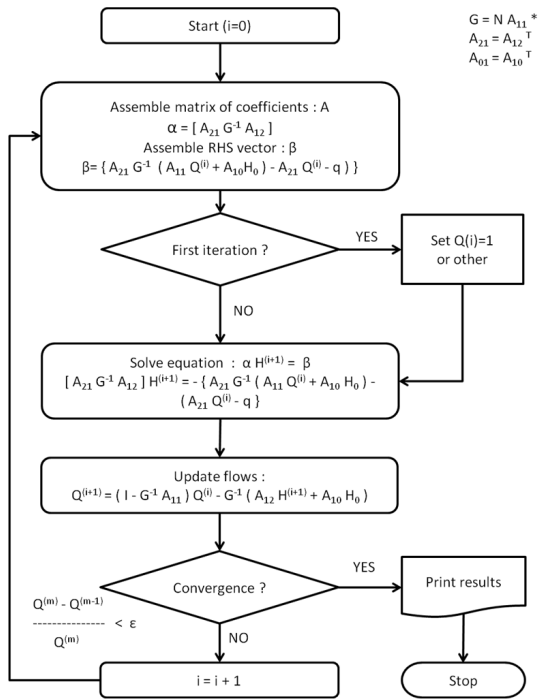 Start (i=0)
G = N A₁₁ *
A₂₁ = A₁₂ ᵀ
A₀₁ = A₁₀ ᵀ
Assemble matrix of coefficients : A
α = [ A₂₁ G⁻¹ A₁₂ ]
Assemble RHS vector : β
β= { A₂₁ G⁻¹ ( A₁₁ Q⁽ⁱ⁾ + A₁₀H₀ ) - A₂₁ Q⁽ⁱ⁾ - q ) }
First iteration ?
YES
Set Q(i)=1
or other
NO
Solve equation : α H⁽ⁱ⁺¹⁾ = β
[ A₂₁ G⁻¹ A₁₂ ] H⁽ⁱ⁺¹⁾ = - { A₂₁ G⁻¹ ( A₁₁ Q⁽ⁱ⁾ + A₁₀ H₀ ) -
( A₂₁ Q⁽ⁱ⁾ - q }
Update flows :
Q⁽ⁱ⁺¹⁾ = ( I - G⁻¹ A₁₁ ) Q⁽ⁱ⁾ - G⁻¹ ( A₁₂ H⁽ⁱ⁺¹⁾ + A₁₀ H₀ )
Convergence ?
YES
Print results
Q⁽ᵐ⁾ - Q⁽ᵐ⁻¹⁾
--------------- < ε
Q⁽ᵐ⁾
NO
i = i + 1
Stop